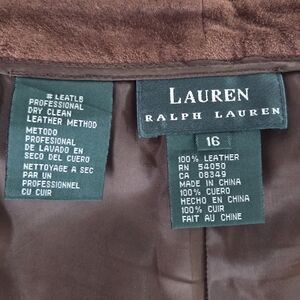 # LEATLB
PROFESSIONAL
DRY CLEAN
LEATHER METHOD
METODO
PROFESIONAL
DE LAVADO EN
SECO DEL CUERO
NETTOYAGE A SEC
PAR UN
PROFESSIONNEL
CU CUIR
LAUREN
RALPH LAUREN
16
100% LEATHER
RN 54050
CA 08349
MADE IN CHINA
100% CUERO
HECHO EN CHINA
100% CUIR
FAIT AU CHINE